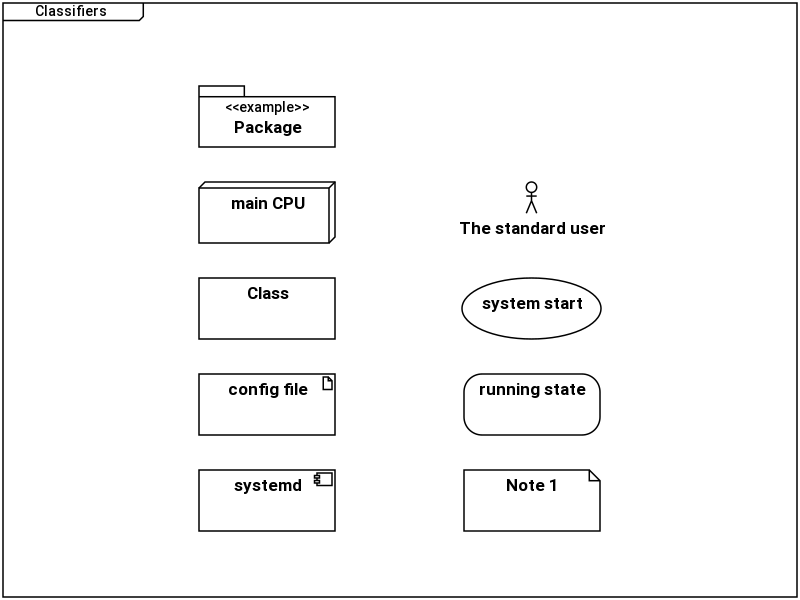 Classifiers
<<example>>
Package
main CPU
The standard user
Class
system start
config file
running state
systemd
Note 1